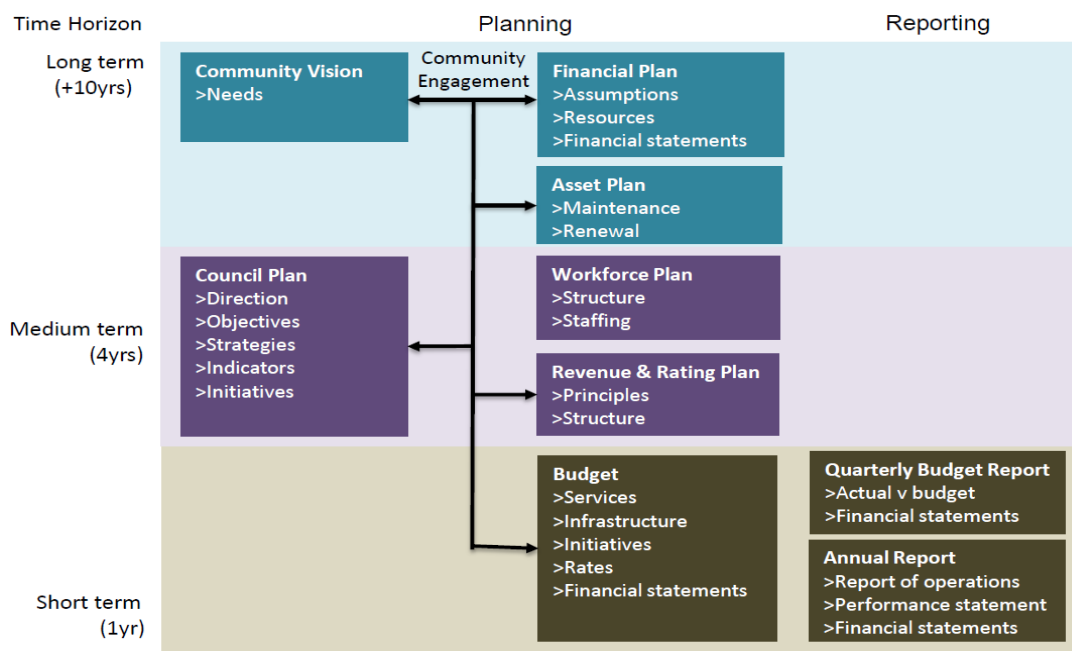 Time Horizon
Planning
Reporting
Long term
(+10yrs)
Community Vision
>Needs
Community
Engagement
Financial Plan
>Assumptions
>Resources
>Financial statements
Asset Plan
>Maintenance
>Renewal
Medium term
(4yrs)
Council Plan
>Direction
>Objectives
>Strategies
>Indicators
>Initiatives
Workforce Plan
>Structure
>Staffing
Revenue & Rating Plan
>Principles
>Structure
Short term
(1yr)
Budget
>Services
>Infrastructure
>Initiatives
>Rates
>Financial statements
Quarterly Budget Report
>Actual v budget
>Financial statements
Annual Report
>Report of operations
>Performance statement
>Financial statements